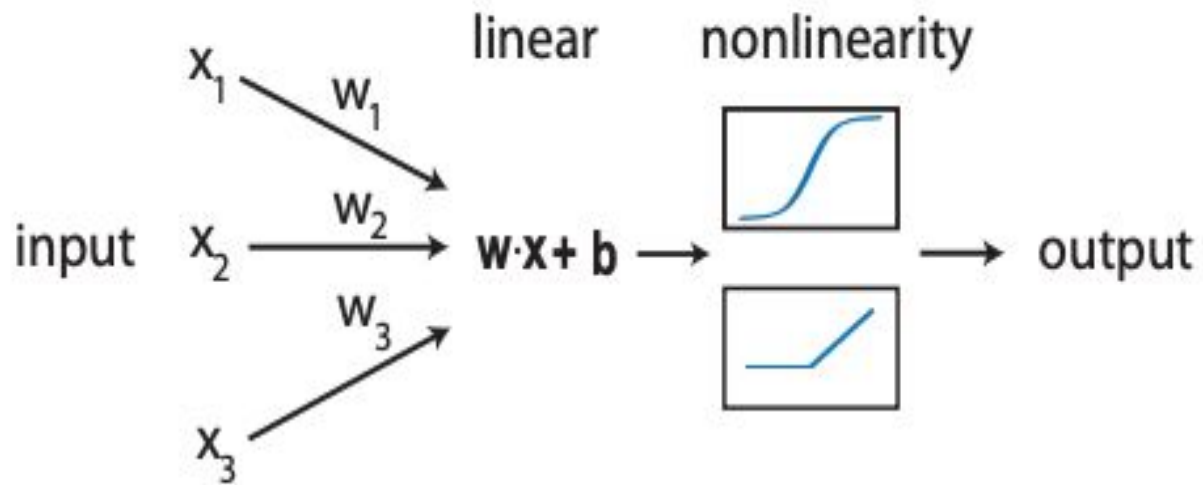 linear nonlinearity
x₁
w₁
w₂
input x₂ w·x + b output
w₃
x₃